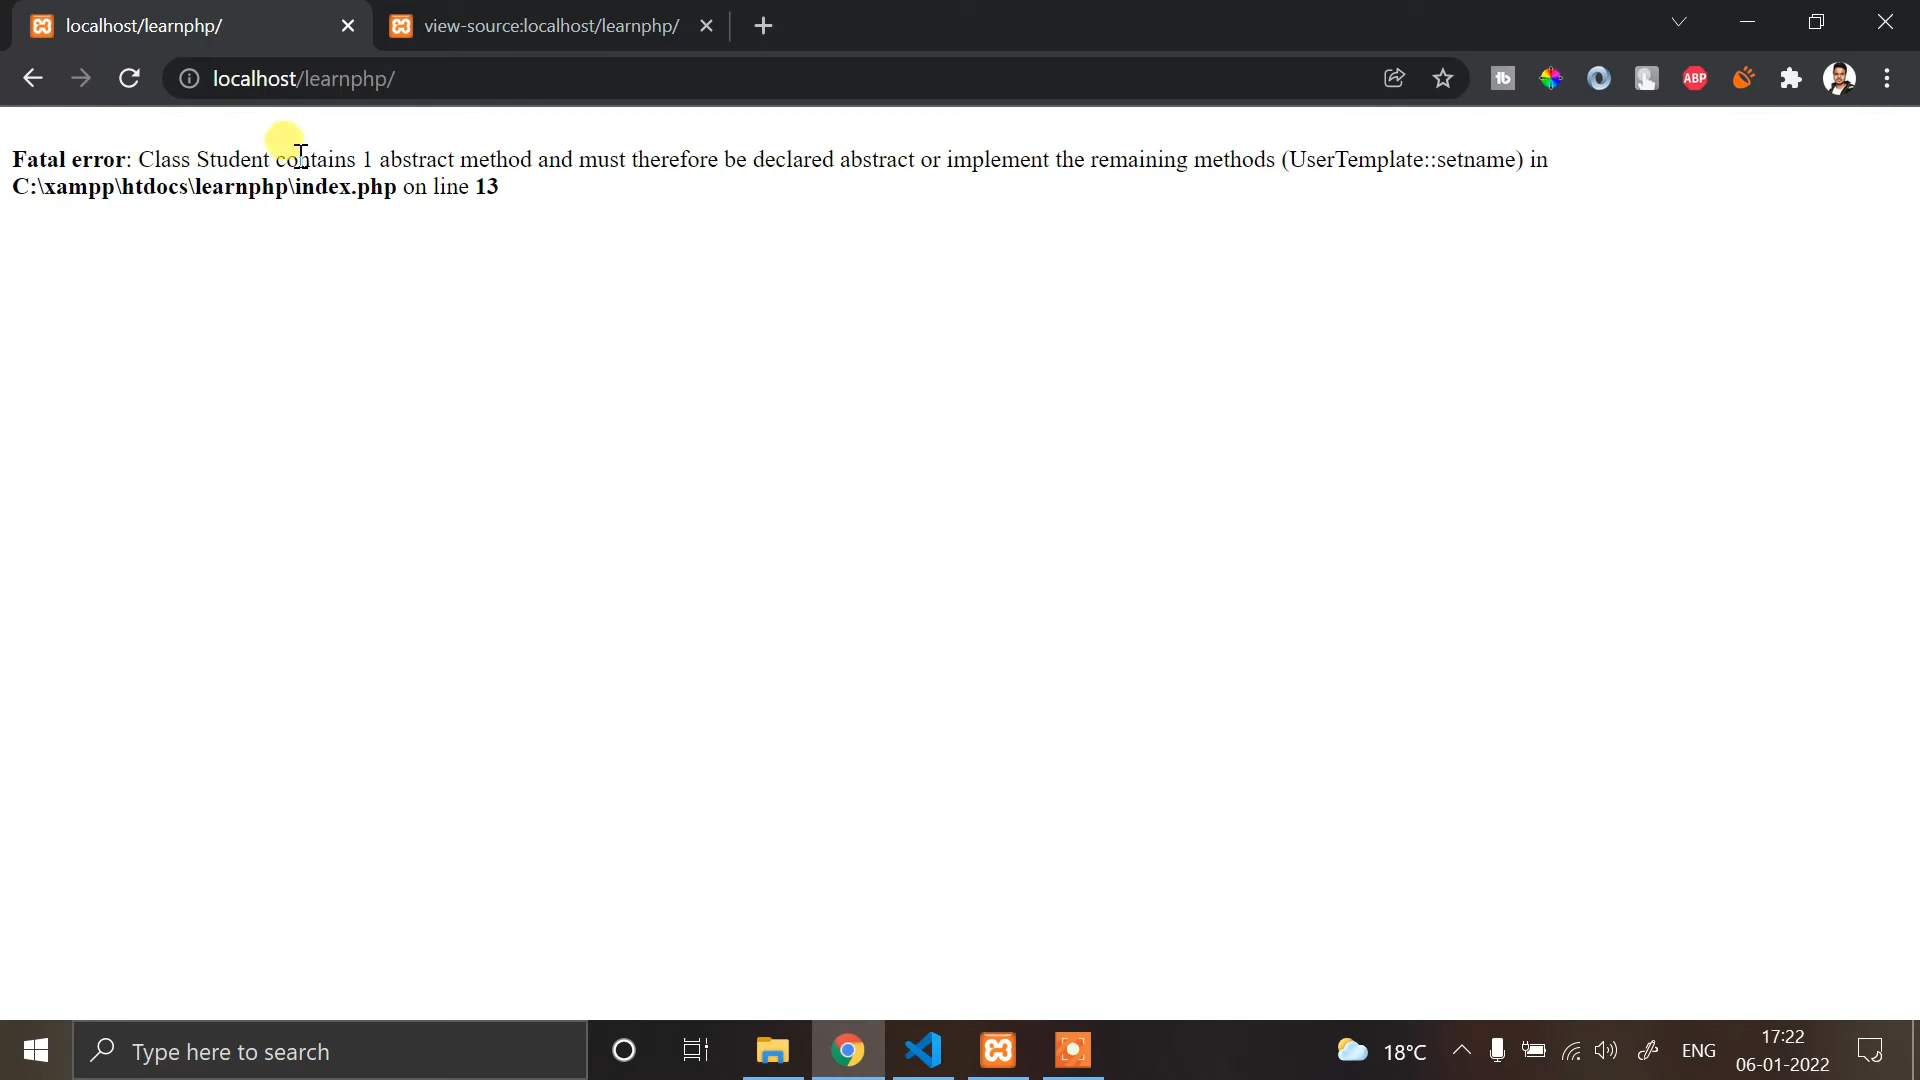 localhost/learnphp/
view-source:localhost/learnphp/
localhost/learnphp/
tb
ABP
Fatal error: Class Student contains 1 abstract method and must therefore be declared abstract or implement the remaining methods (UserTemplate::setname) in
C:\xampp\htdocs\learnphp\index.php on line 13
Type here to search
18°C
ENG
17:22
06-01-2022